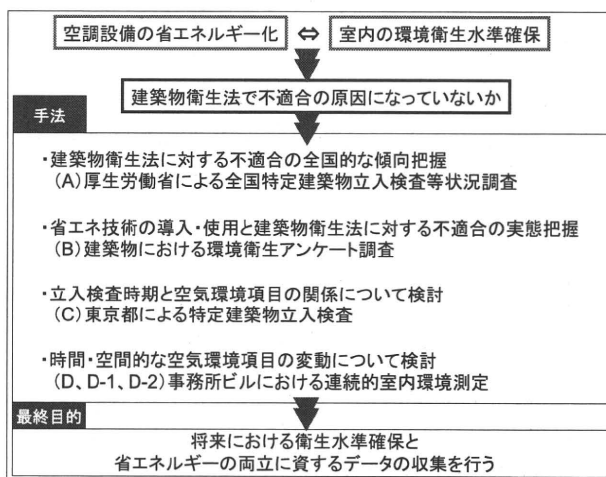 空調設備の省エネルギー化 ⇔ 室内の環境衛生水準確保
建築物衛生法で不適合の原因になっていないか
手法
・建築物衛生法に対する不適合の全国的な傾向把握
(A)厚生労働省による全国特定建築物立入検査等状況調査
・省エネ技術の導入・使用と建築物衛生法に対する不適合の実態把握
(B)建築物における環境衛生アンケート調査
・立入検査時期と空気環境項目の関係について検討
(C)東京都による特定建築物立入検査
・時間・空間的な空気環境項目の変動について検討
(D、D-1、D-2)事務所ビルにおける連続的室内環境測定
最終目的
将来における衛生水準確保と
省エネルギーの両立に資するデータの収集を行う